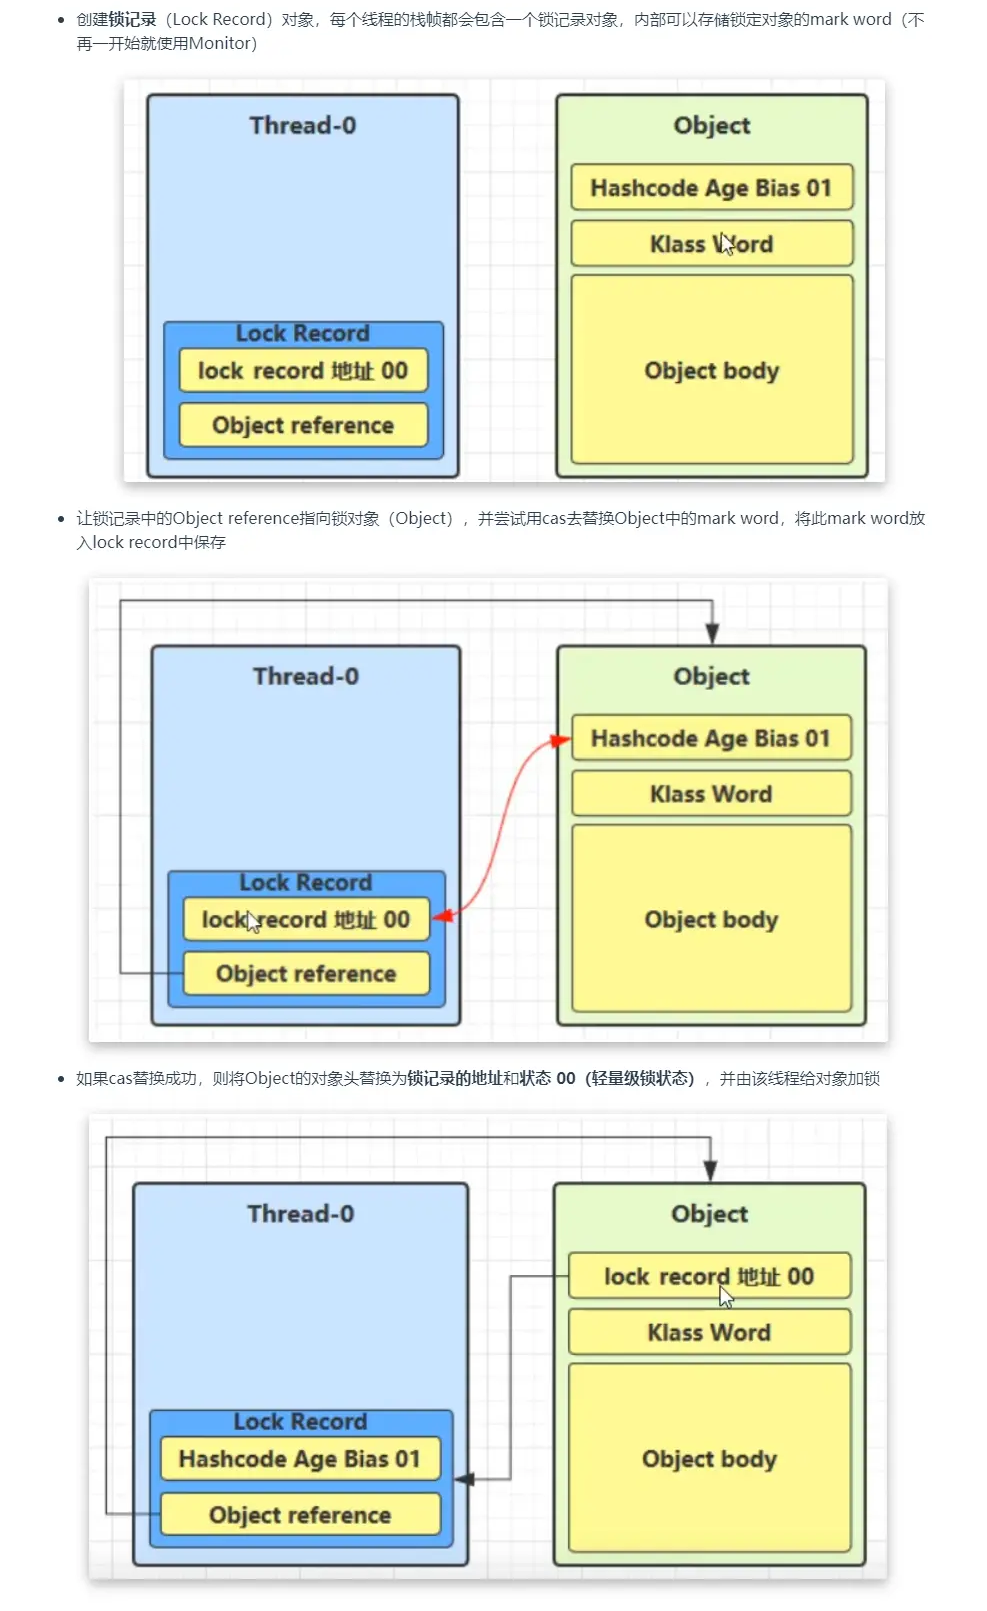 创建锁记录（Lock Record）对象，每个线程的栈帧都会包含一个锁记录对象，内部可以存储锁定对象的mark word（不
再一开始就使用Monitor）
Thread-0
Lock Record
lock record 地址 00
Object reference
Object
Hashcode Age Bias 01
Klass Word
Object body
让锁记录中的Object reference指向锁对象（Object），并尝试用cas去替换Object中的mark word，将此mark word放
入lock record中保存
Thread-0
Lock Record
lock record 地址 00
Object reference
Object
Hashcode Age Bias 01
Klass Word
Object body
如果cas替换成功，则将Object的对象头替换为锁记录的地址和状态 00（轻量级锁状态），并由该线程给对象加锁
Thread-0
Lock Record
Hashcode Age Bias 01
Object reference
Object
lock record 地址 00
Klass Word
Object body